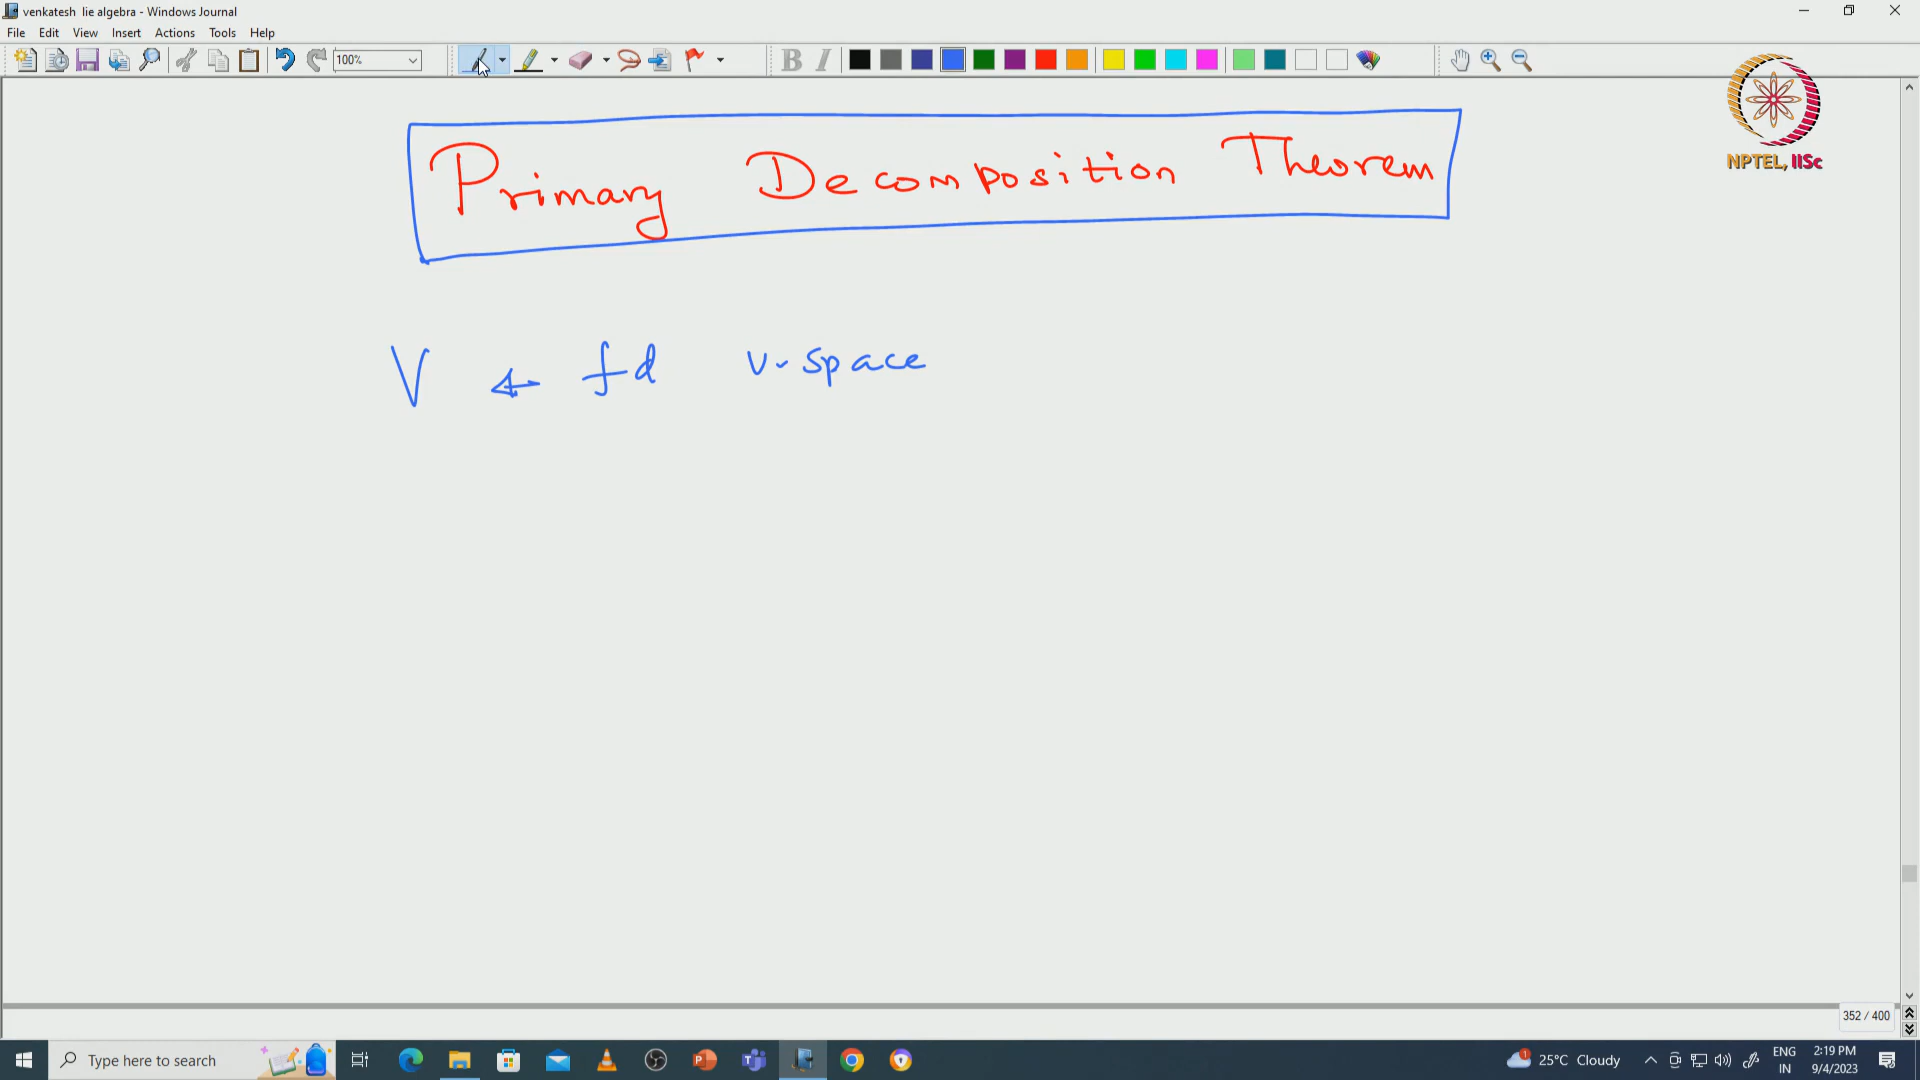 venkatesh lie algebra - Windows Journal
File Edit View Insert Actions Tools Help
100%
B I
NPTEL, IISc
Primary Decomposition Theorem
V ← fd v.space
352 / 400
Type here to search
25°C Cloudy
ENG
IN
2:19 PM
9/4/2023